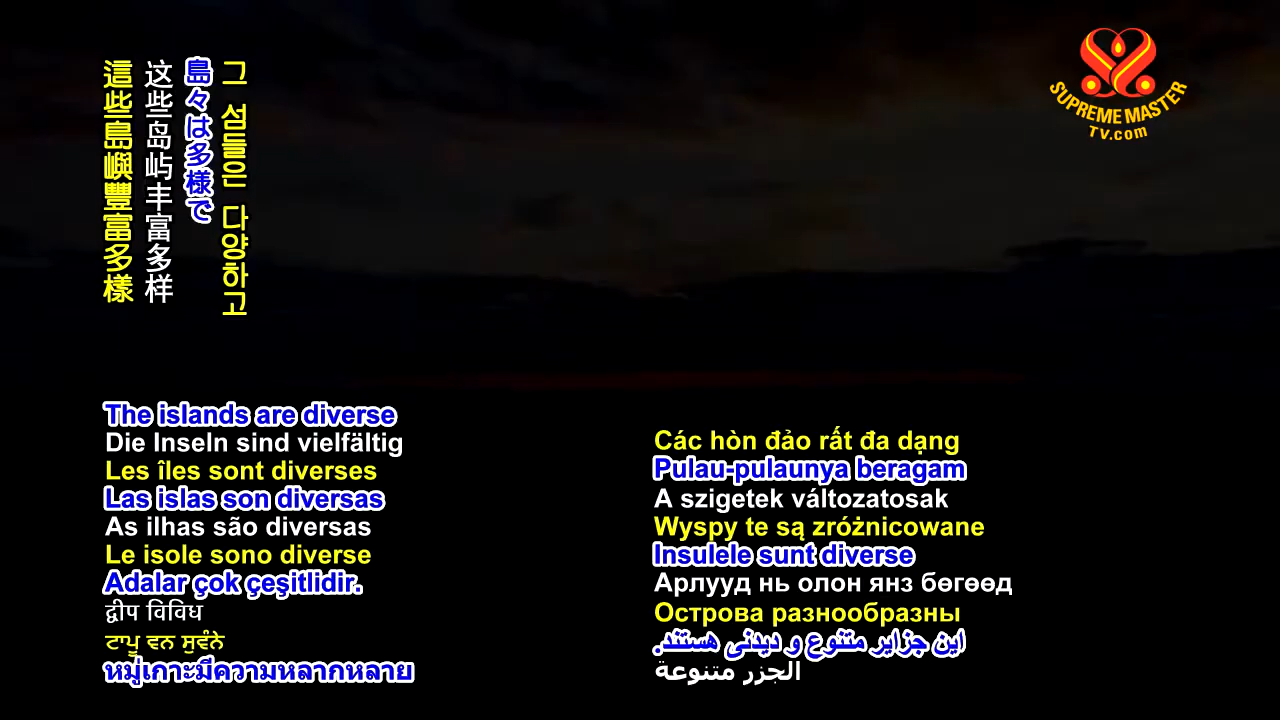 그 섬들은 다양하고
島々は多様で
这些岛屿丰富多样
這些島嶼豐富多樣
SUPREME MASTER
TV.com
The islands are diverse
Die Inseln sind vielfältig
Les îles sont diverses
Las islas son diversas
As ilhas são diversas
Le isole sono diverse
Adalar çok çeşitlidir.
द्वीप विविध
ਟਾਪੂ ਵਨ ਸੁਵੰਨੇ
หมู่เกาะมีความหลากหลาย
Các hòn đảo rất đa dạng
Pulau-pulaunya beragam
A szigetek változatosak
Wyspy te są zróżnicowane
Insulele sunt diverse
Арлууд нь олон янз бөгөөд
Острова разнообразны
این جزایر متنوع و دیدنی هستند.
الجزر متنوعة